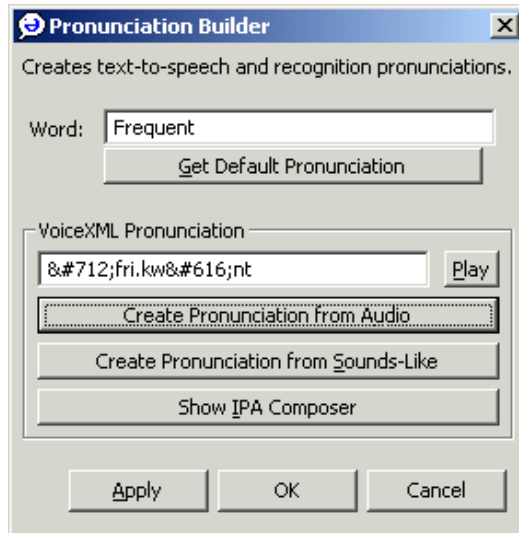 Pronunciation Builder
Creates text-to-speech and recognition pronunciations.
Word: Frequent
Get Default Pronunciation
VoiceXML Pronunciation
&#712;fri.kw&#616;nt Play
Create Pronunciation from Audio
Create Pronunciation from Sounds-Like
Show IPA Composer
Apply OK Cancel